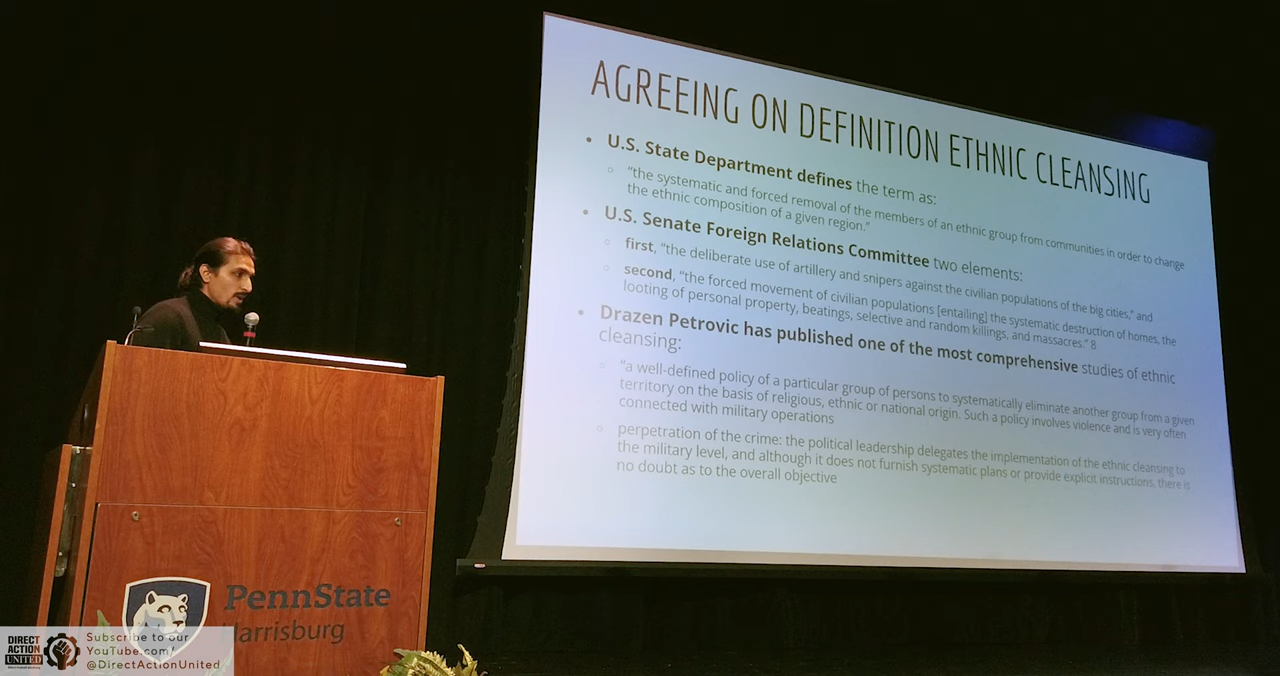 AGREEING ON DEFINITION ETHNIC CLEANSING
• U.S. State Department defines the term as:
○ "the systematic and forced removal of the members of an ethnic group from communities in order to change
the ethnic composition of a given region."
• U.S. Senate Foreign Relations Committee two elements:
○ first, "the deliberate use of artillery and snipers against the civilian populations of the big cities," and
○ second, "the forced movement of civilian populations [entailing] the systematic destruction of homes, the
looting of personal property, beatings, selective and random killings, and massacres." 8
• Drazen Petrovic has published one of the most comprehensive studies of ethnic
cleansing:
○ "a well-defined policy of a particular group of persons to systematically eliminate another group from a given
territory on the basis of religious, ethnic or national origin. Such a policy involves violence and is very often
connected with military operations
○ perpetration of the crime: the political leadership delegates the implementation of the ethnic cleansing to
the military level, and although it does not furnish systematic plans or provide explicit instructions, there is
no doubt as to the overall objective
PennState
Harrisburg
DIRECT
ACTION
UNITED
Subscribe to our
YouTube.com/
@DirectActionUnited